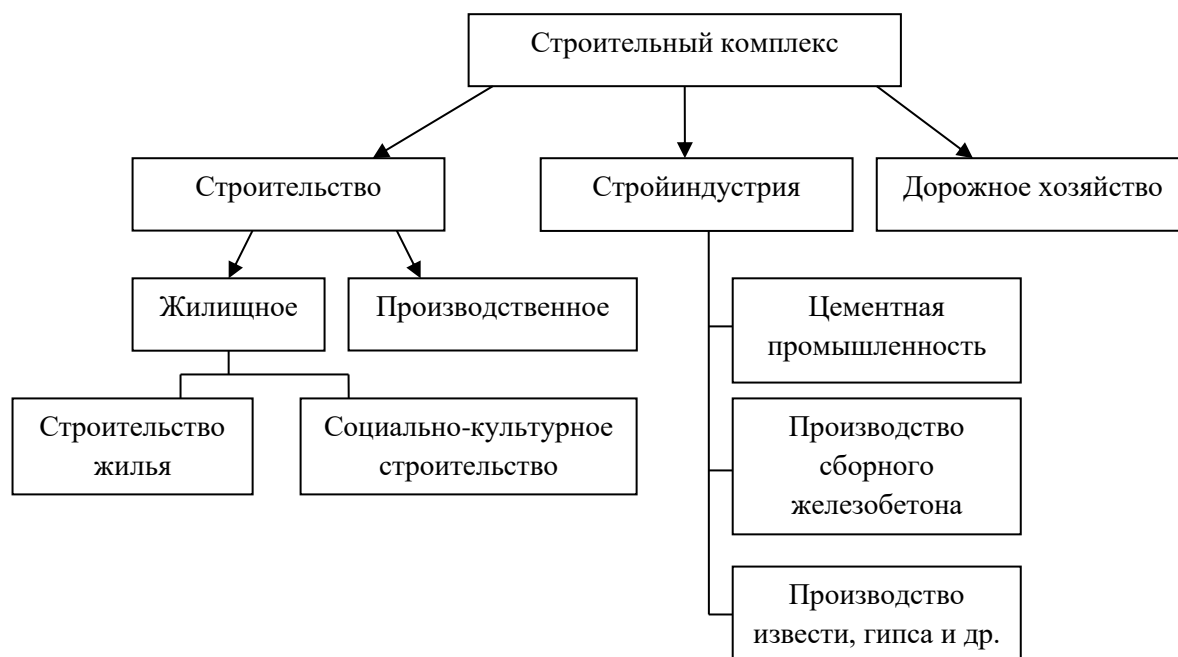 Строительный комплекс
Строительство
Стройиндустрия
Дорожное хозяйство
Жилищное
Производственное
Цементная
промышленность
Строительство
жилья
Социально-культурное
строительство
Производство
сборного
железобетона
Производство
извести, гипса и др.